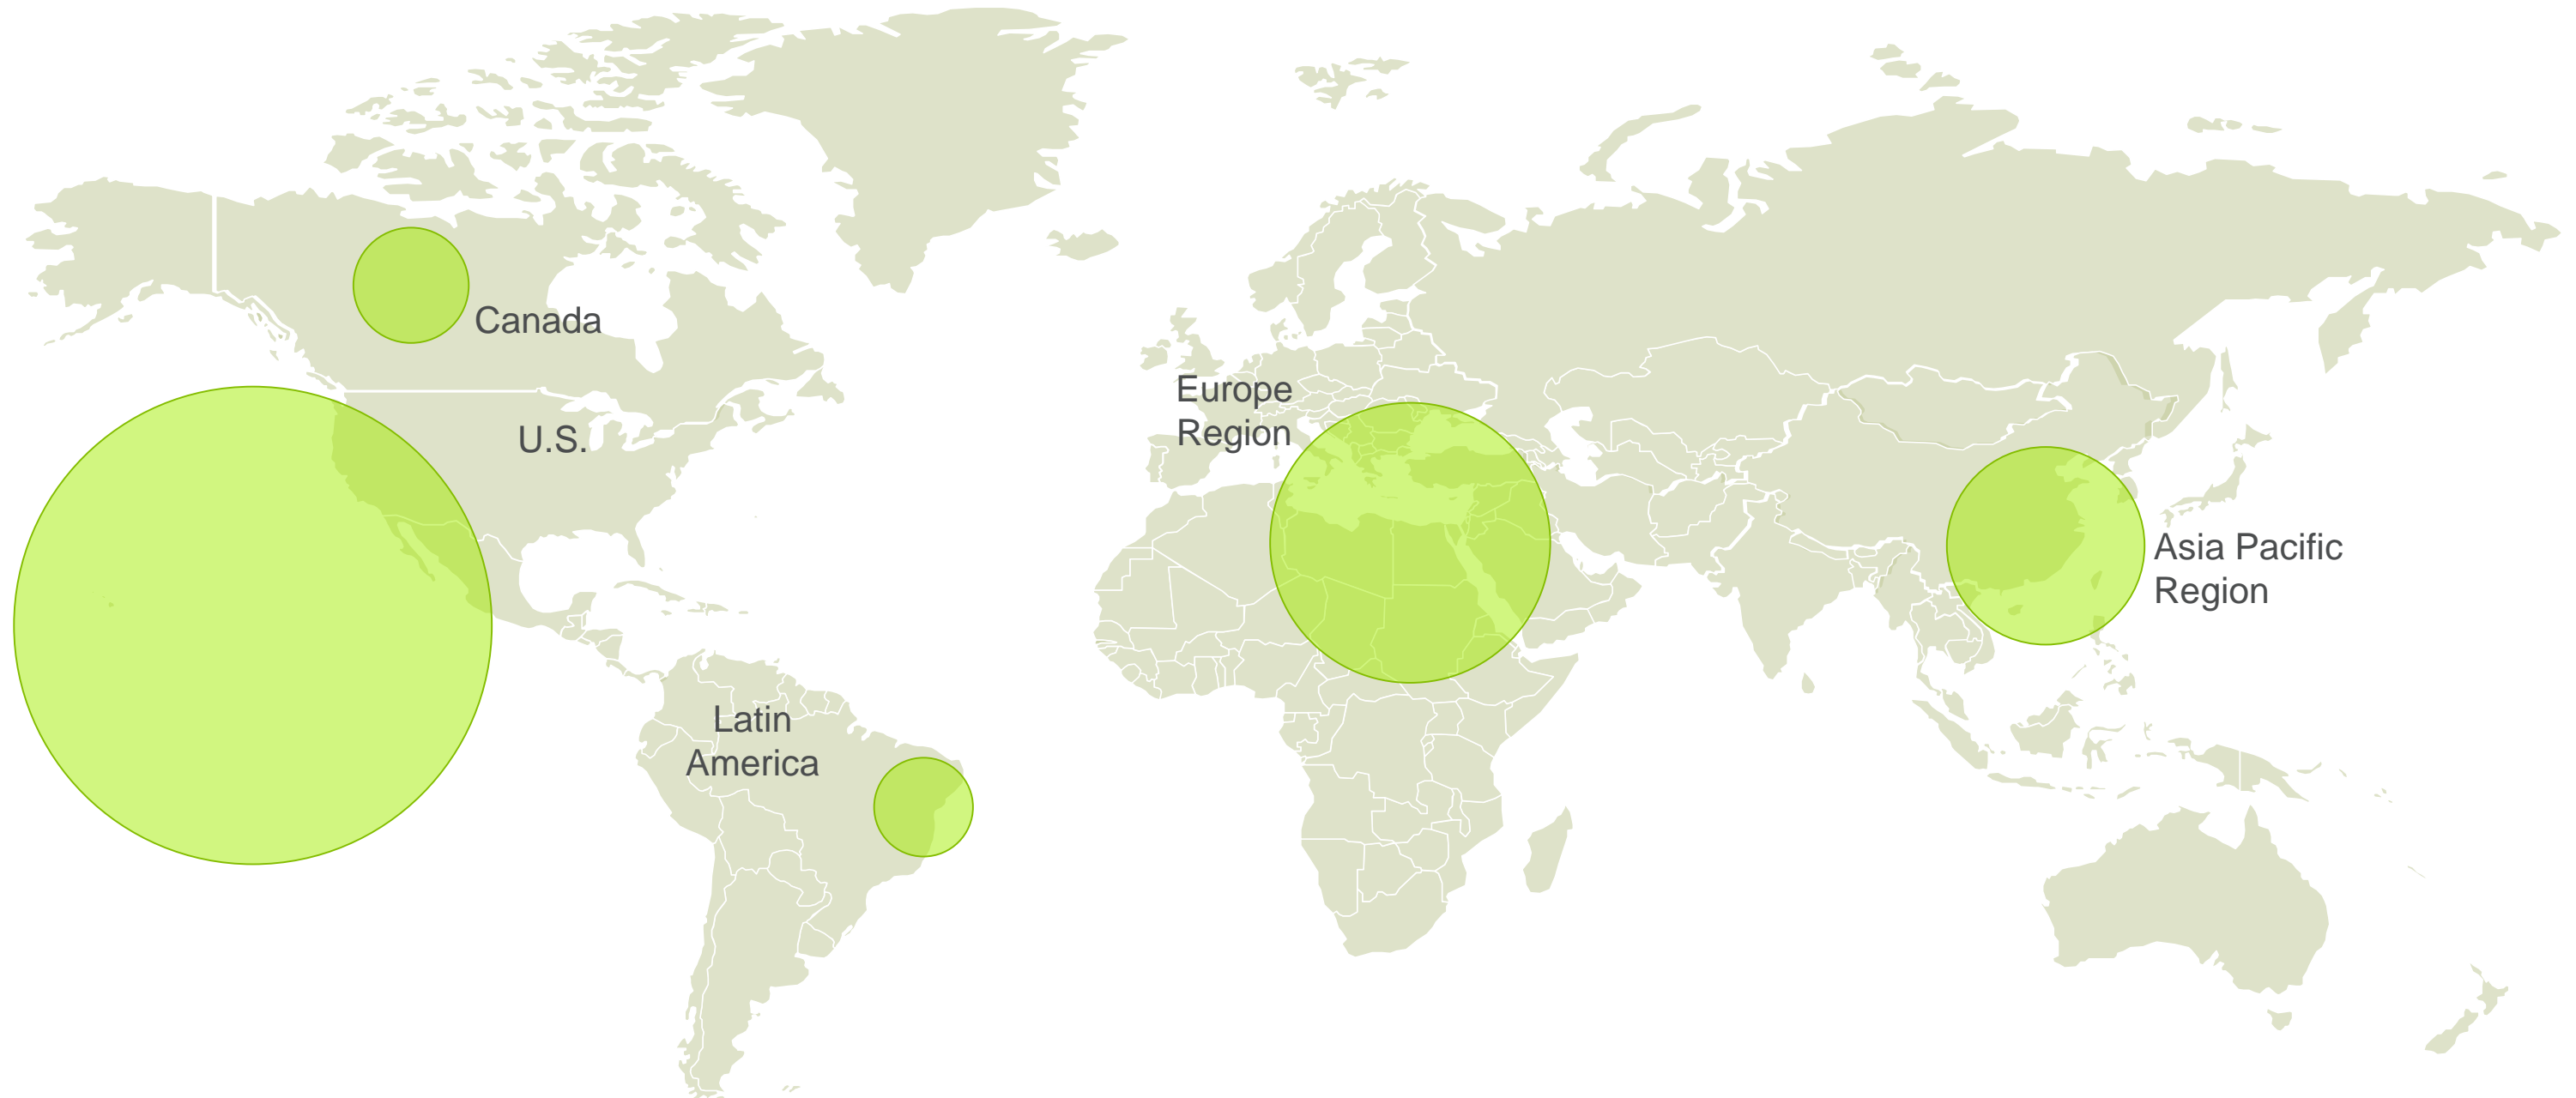 Canada
U.S.
Europe
Region
Asia Pacific
Region
Latin
America